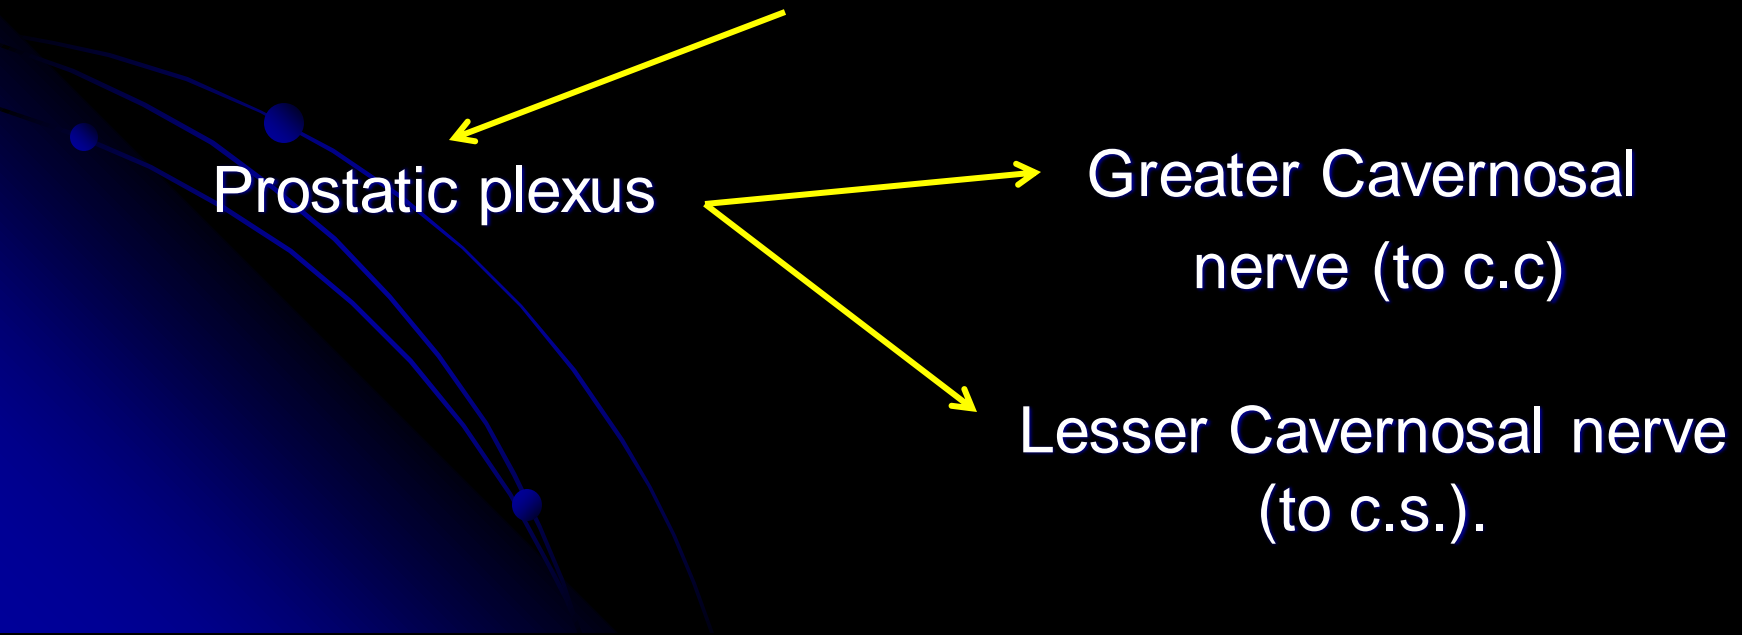 Prostatic plexus
Greater Cavernosal
nerve (to c.c)
Lesser Cavernosal nerve
(to c.s.).